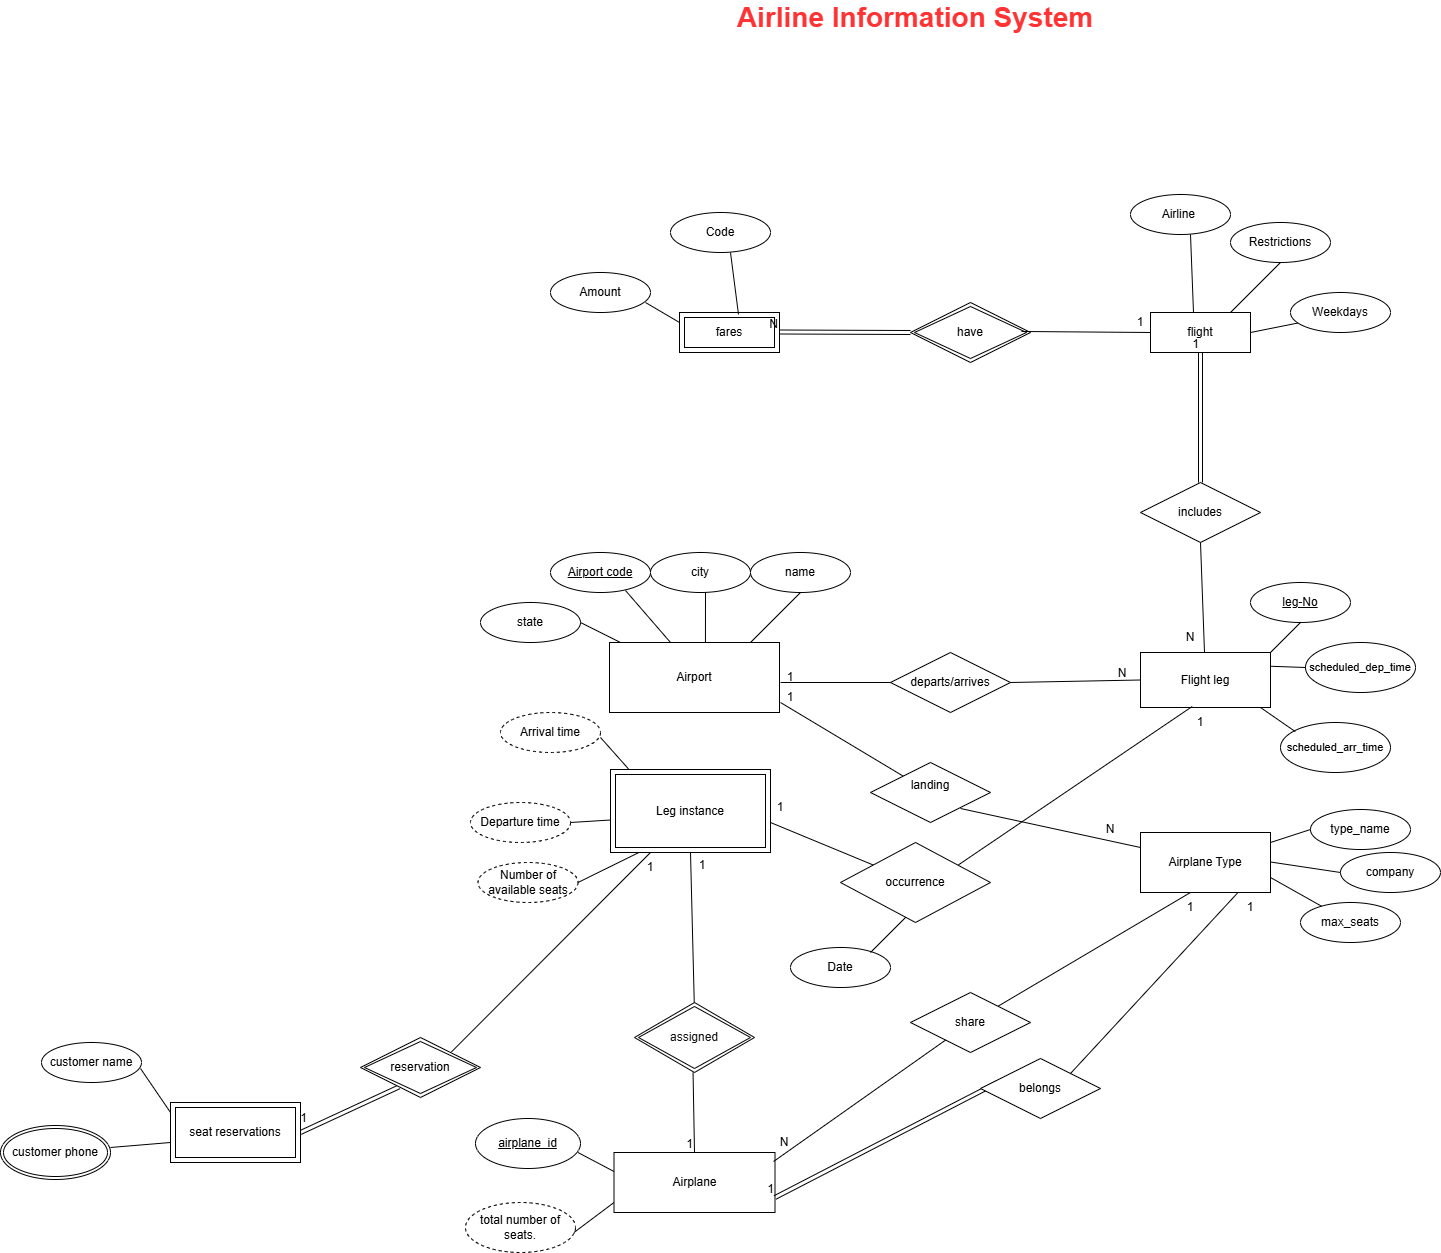 Airline Information System
Airline
Code
Restrictions
Amount
Weekdays
fares
N
have
1
flight
1
includes
Airport code
city
name
leg-No
state
N
scheduled_dep_time
Airport
1
departs/arrives
N
Flight leg
1
1
Arrival time
scheduled_arr_time
landing
Leg instance
1
N
type_name
Departure time
Airplane Type
company
1
1
Number of
available seats
occurrence
1
1
max_seats
Date
share
assigned
customer name
reservation
belongs
1
seat reservations
customer phone
airplane_id
1
N
Airplane
1
total number of
seats.